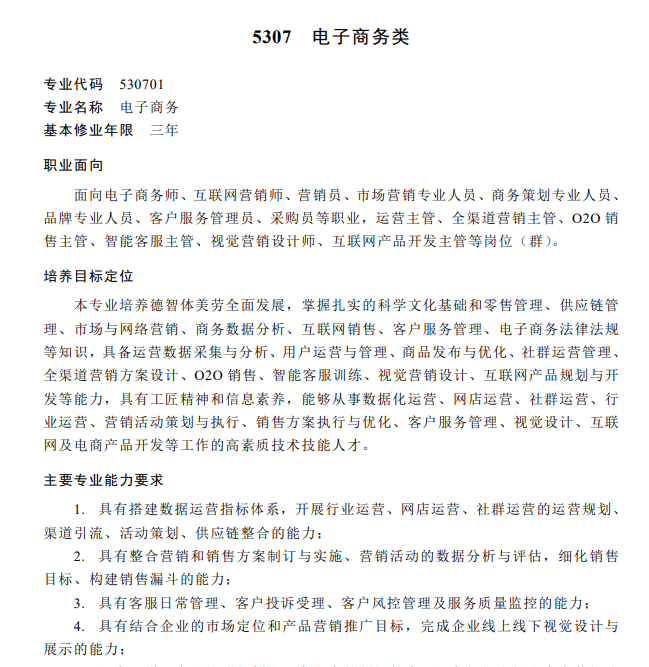 5307 电子商务类
专业代码 530701
专业名称 电子商务
基本修业年限 三年
职业面向
面向电子商务师、互联网营销师、营销员、市场营销专业人员、商务策划专业人员、
品牌专业人员、客户服务管理员、采购员等职业，运营主管、全渠道营销主管、O2O 销
售主管、智能客服主管、视觉营销设计师、互联网产品开发主管等岗位（群）。
培养目标定位
本专业培养德智体美劳全面发展，掌握扎实的科学文化基础和零售管理、供应链管
理、市场与网络营销、商务数据分析、互联网销售、客户服务管理、电子商务法律法规
等知识，具备运营数据采集与分析、用户运营与管理、商品发布与优化、社群运营管理、
全渠道营销方案设计、O2O 销售、智能客服训练、视觉营销设计、互联网产品规划与开
发等能力，具有工匠精神和信息素养，能够从事数据化运营、网店运营、社群运营、行
业运营、营销活动策划与执行、销售方案执行与优化、客户服务管理、视觉设计、互联
网及电商产品开发等工作的高素质技术技能人才。
主要专业能力要求
1. 具有搭建数据运营指标体系，开展行业运营、网店运营、社群运营的运营规划、
渠道引流、活动策划、供应链整合的能力；
2. 具有整合营销和销售方案制订与实施、营销活动的数据分析与评估，细化销售
目标、构建销售漏斗的能力；
3. 具有客服日常管理、客户投诉受理、客户风控管理及服务质量监控的能力；
4. 具有结合企业的市场定位和产品营销推广目标，完成企业线上线下视觉设计与
展示的能力；